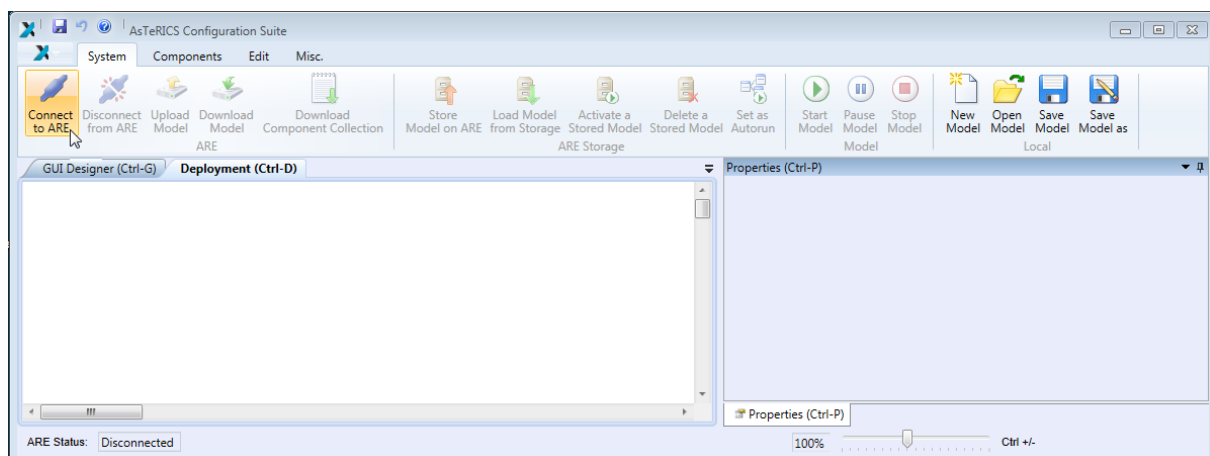 AsTeRICS Configuration Suite
System Components Edit Misc.
Connect Disconnect Upload Download Download Store Load Model Activate a Delete a Set as Start Pause Stop New Open Save Save
to ARE from ARE Model Model Component Collection Model on ARE from Storage Stored Model Stored Model Autorun Model Model Model Model Model Model Model as
ARE ARE Storage Model Local
GUI Designer (Ctrl-G) Deployment (Ctrl-D) Properties (Ctrl-P)
Properties (Ctrl-P)
ARE Status: Disconnected 100% Ctrl +/-